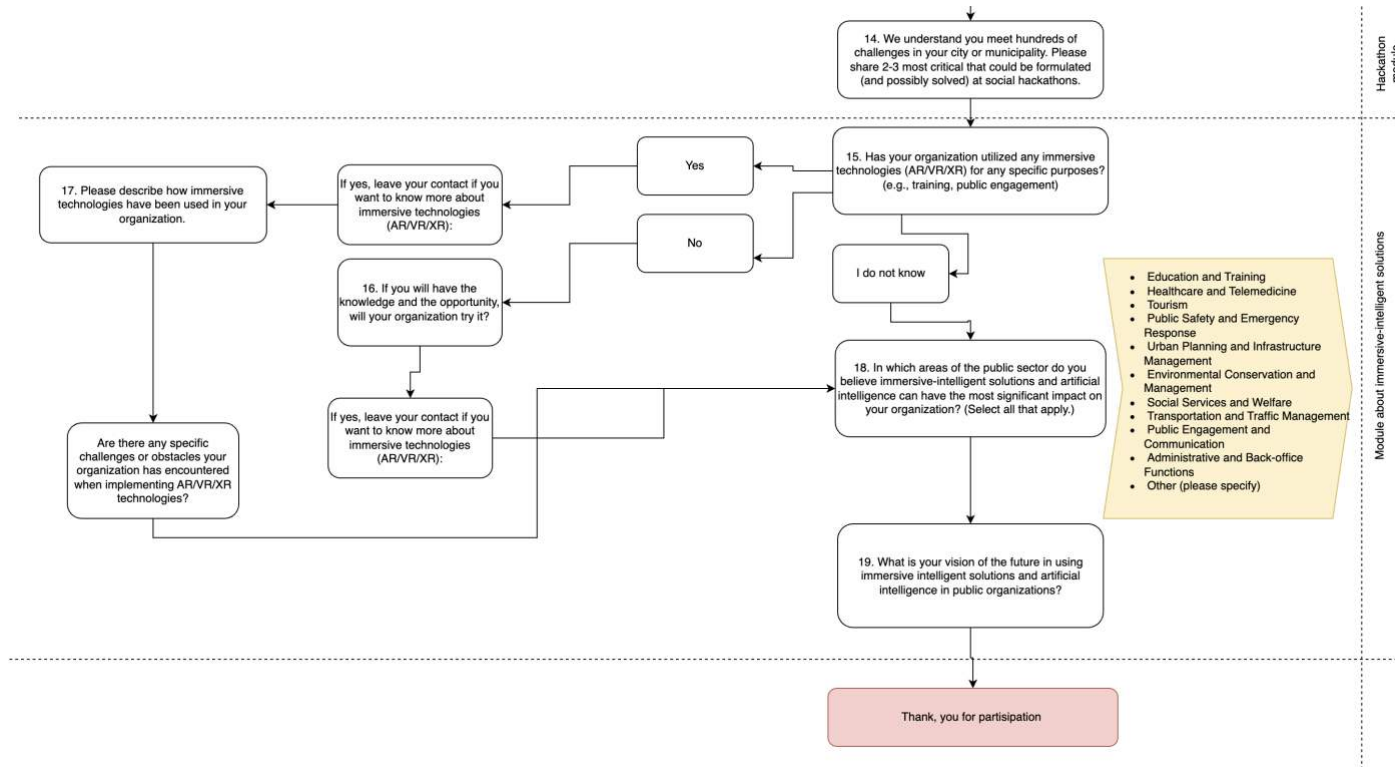 14. We understand you meet hundreds of
challenges in your city or municipality. Please
share 2-3 most critical that could be formulated
(and possibly solved) at social hackathons.
Hackathon
module
15. Has your organization utilized any immersive
technologies (AR/VR/XR) for any specific purposes?
(e.g., training, public engagement)
Yes
No
I do not know
If yes, leave your contact if you
want to know more about
immersive technologies
(AR/VR/XR):
17. Please describe how immersive
technologies have been used in your
organization.
16. If you will have the
knowledge and the opportunity,
will your organization try it?
If yes, leave your contact if you
want to know more about
immersive technologies
(AR/VR/XR):
Are there any specific
challenges or obstacles your
organization has encountered
when implementing AR/VR/XR
technologies?
18. In which areas of the public sector do you
believe immersive-intelligent solutions and artificial
intelligence can have the most significant impact on
your organization? (Select all that apply.)
• Education and Training
• Healthcare and Telemedicine
• Tourism
• Public Safety and Emergency
Response
• Urban Planning and Infrastructure
Management
• Environmental Conservation and
Management
• Social Services and Welfare
• Transportation and Traffic Management
• Public Engagement and
Communication
• Administrative and Back-office
Functions
• Other (please specify)
Module about immersive-intelligent solutions
19. What is your vision of the future in using
immersive intelligent solutions and artificial
intelligence in public organizations?
Thank, you for partisipation